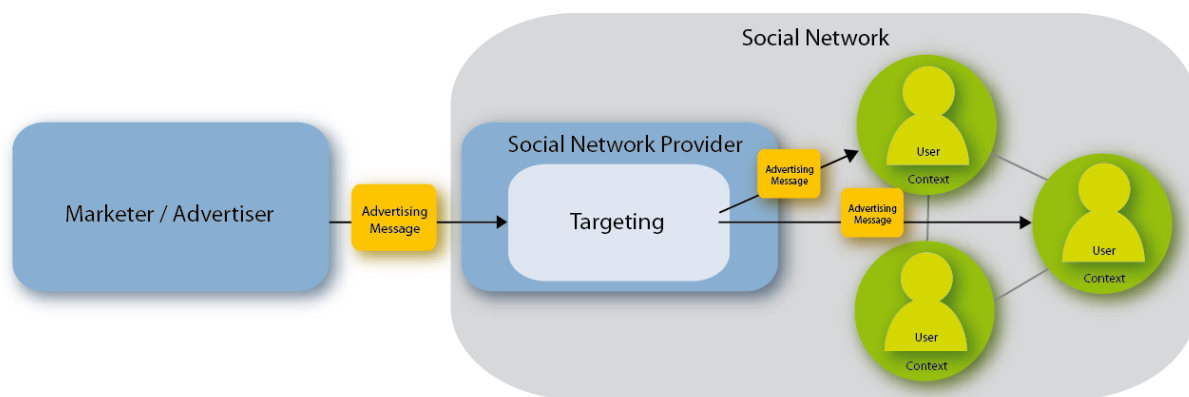 Social Network
Marketer / Advertiser
Advertising
Message
Social Network Provider
Targeting
Advertising
Message
Advertising
Message
User
Context
User
Context
User
Context